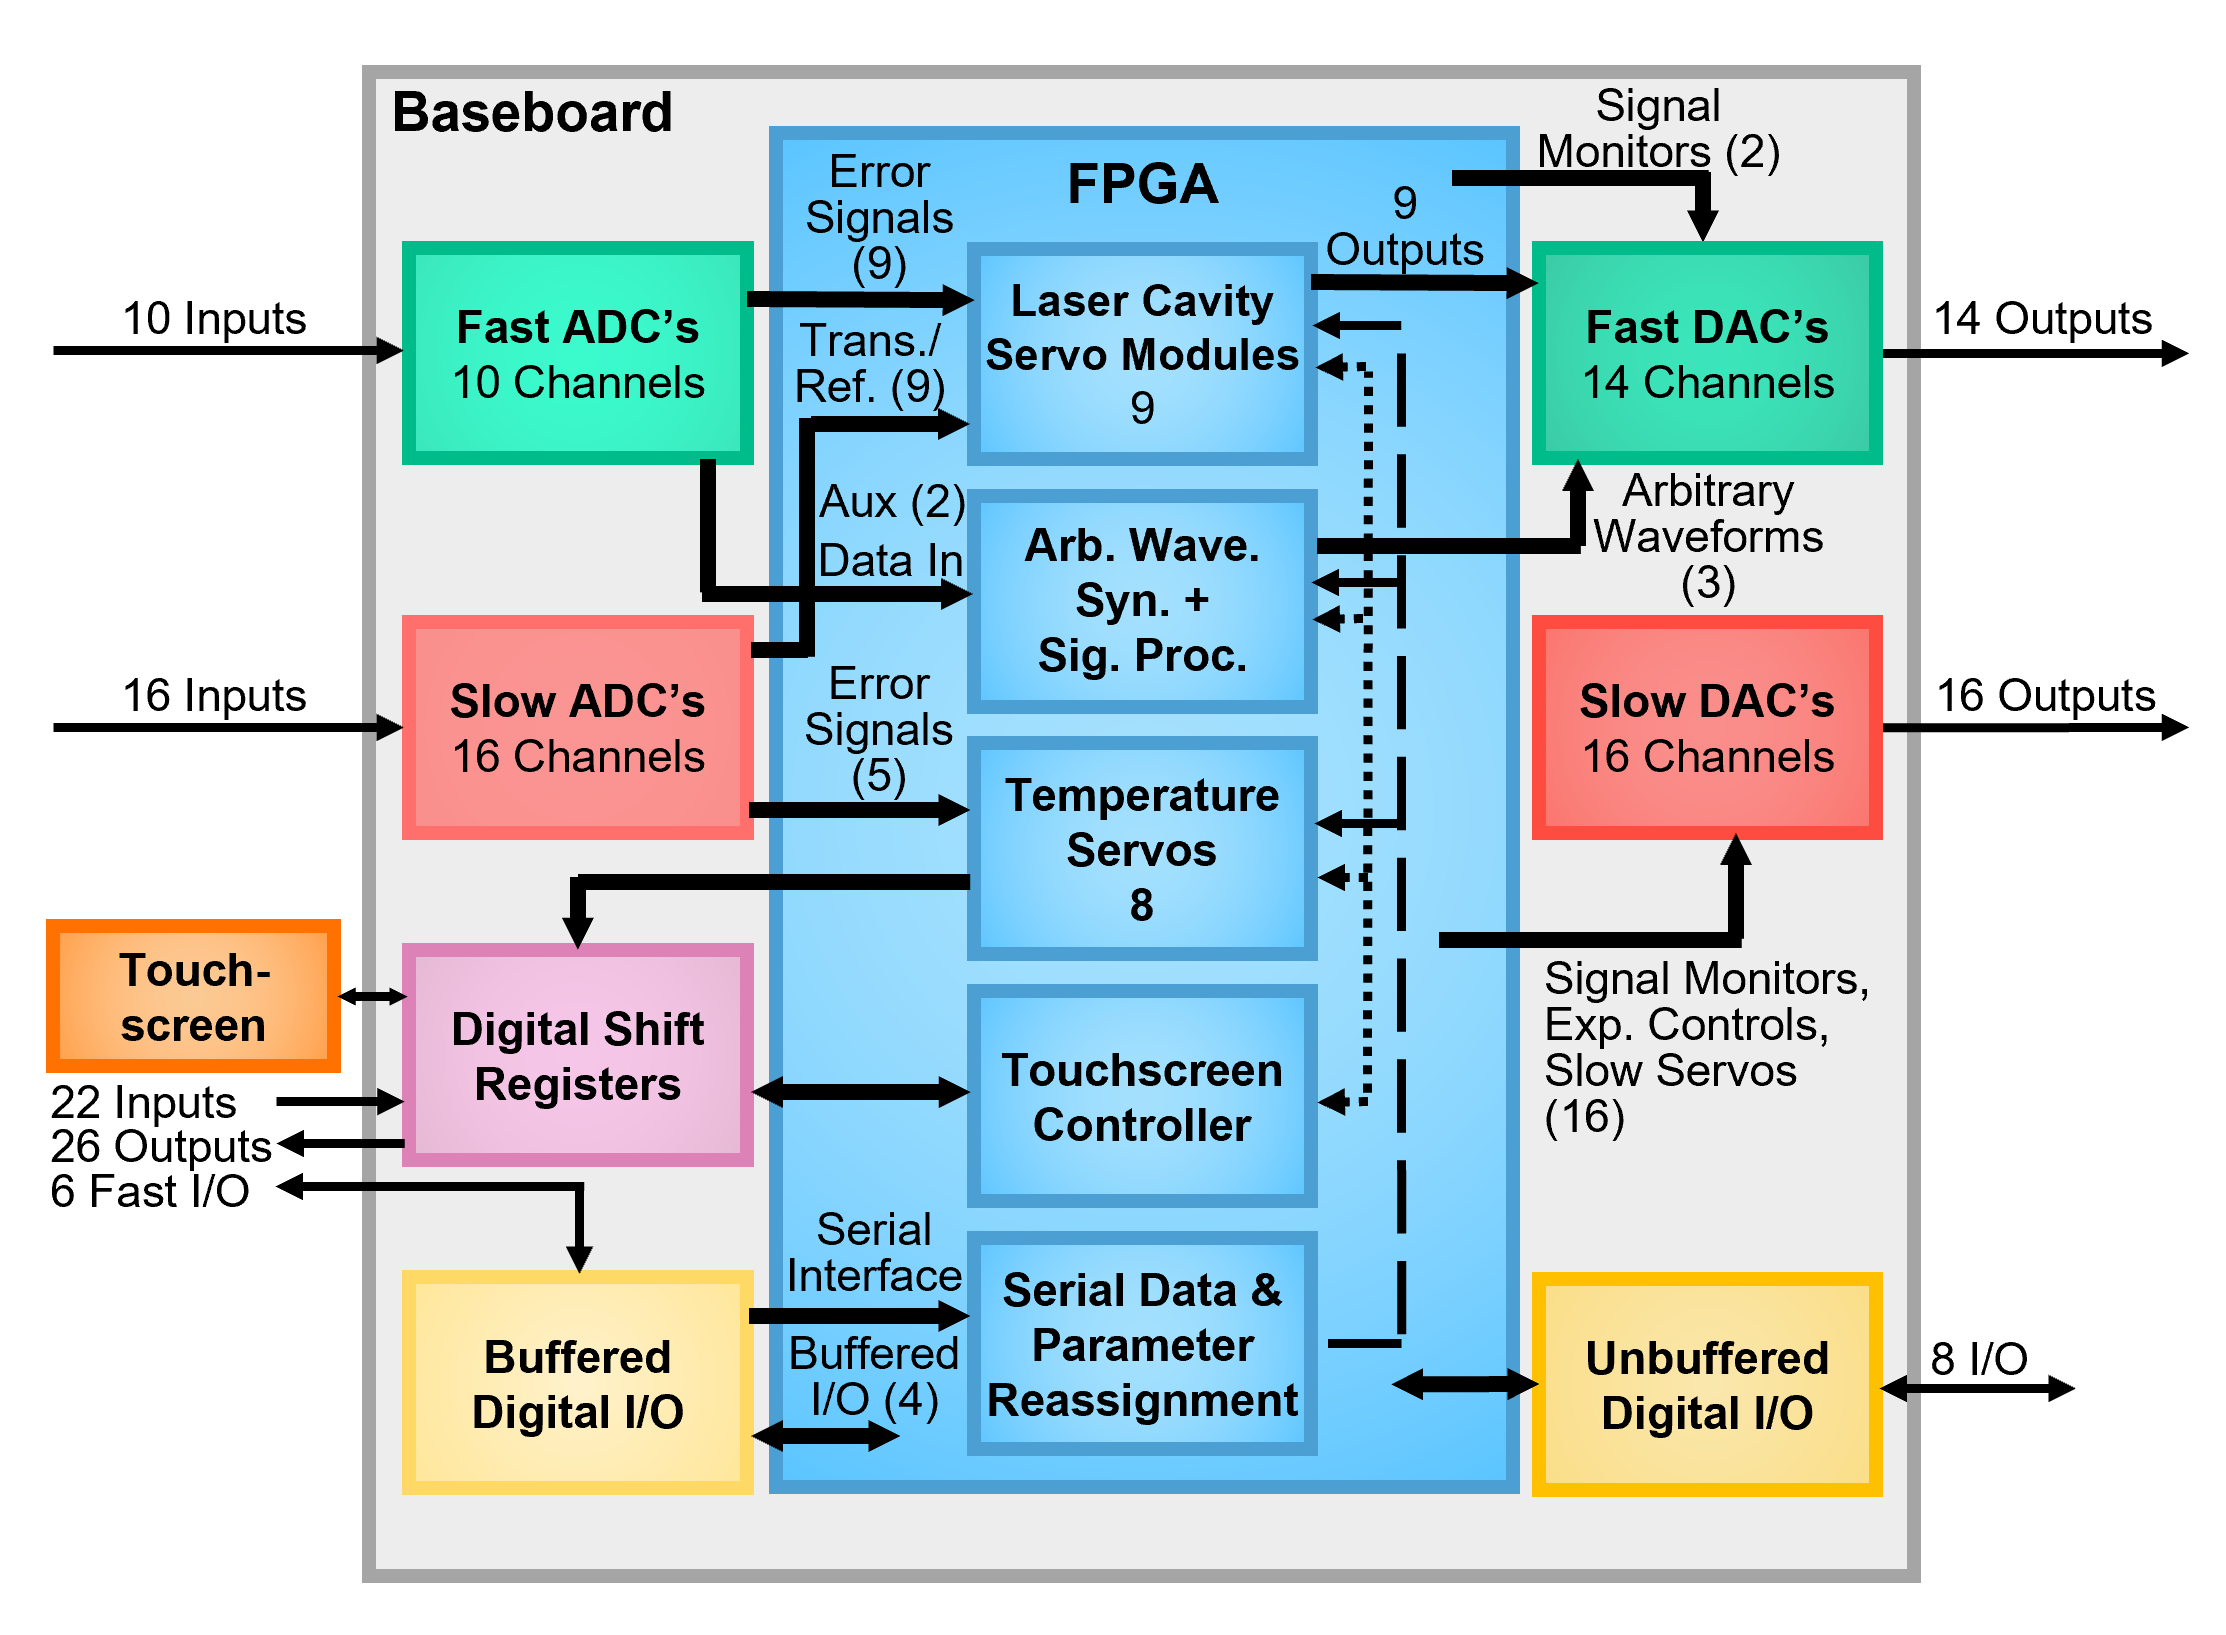 Baseboard
FPGA
Signal
Monitors (2)
Error
Signals
(9)
9
Outputs
10 Inputs
Fast ADC’s
10 Channels
Laser Cavity
Servo Modules
9
Fast DAC’s
14 Channels
14 Outputs
Trans./
Ref. (9)
Aux (2)
Data In
Arb. Wave.
Syn. +
Sig. Proc.
Arbitrary
Waveforms
(3)
16 Inputs
Slow ADC’s
16 Channels
Error
Signals
(5)
Temperature
Servos
8
Slow DAC’s
16 Channels
16 Outputs
Touch-
screen
Digital Shift
Registers
Touchscreen
Controller
Signal Monitors,
Exp. Controls,
Slow Servos
(16)
22 Inputs
26 Outputs
6 Fast I/O
Serial
Interface
Buffered
I/O (4)
Buffered
Digital I/O
Serial Data &
Parameter
Reassignment
Unbuffered
Digital I/O
8 I/O